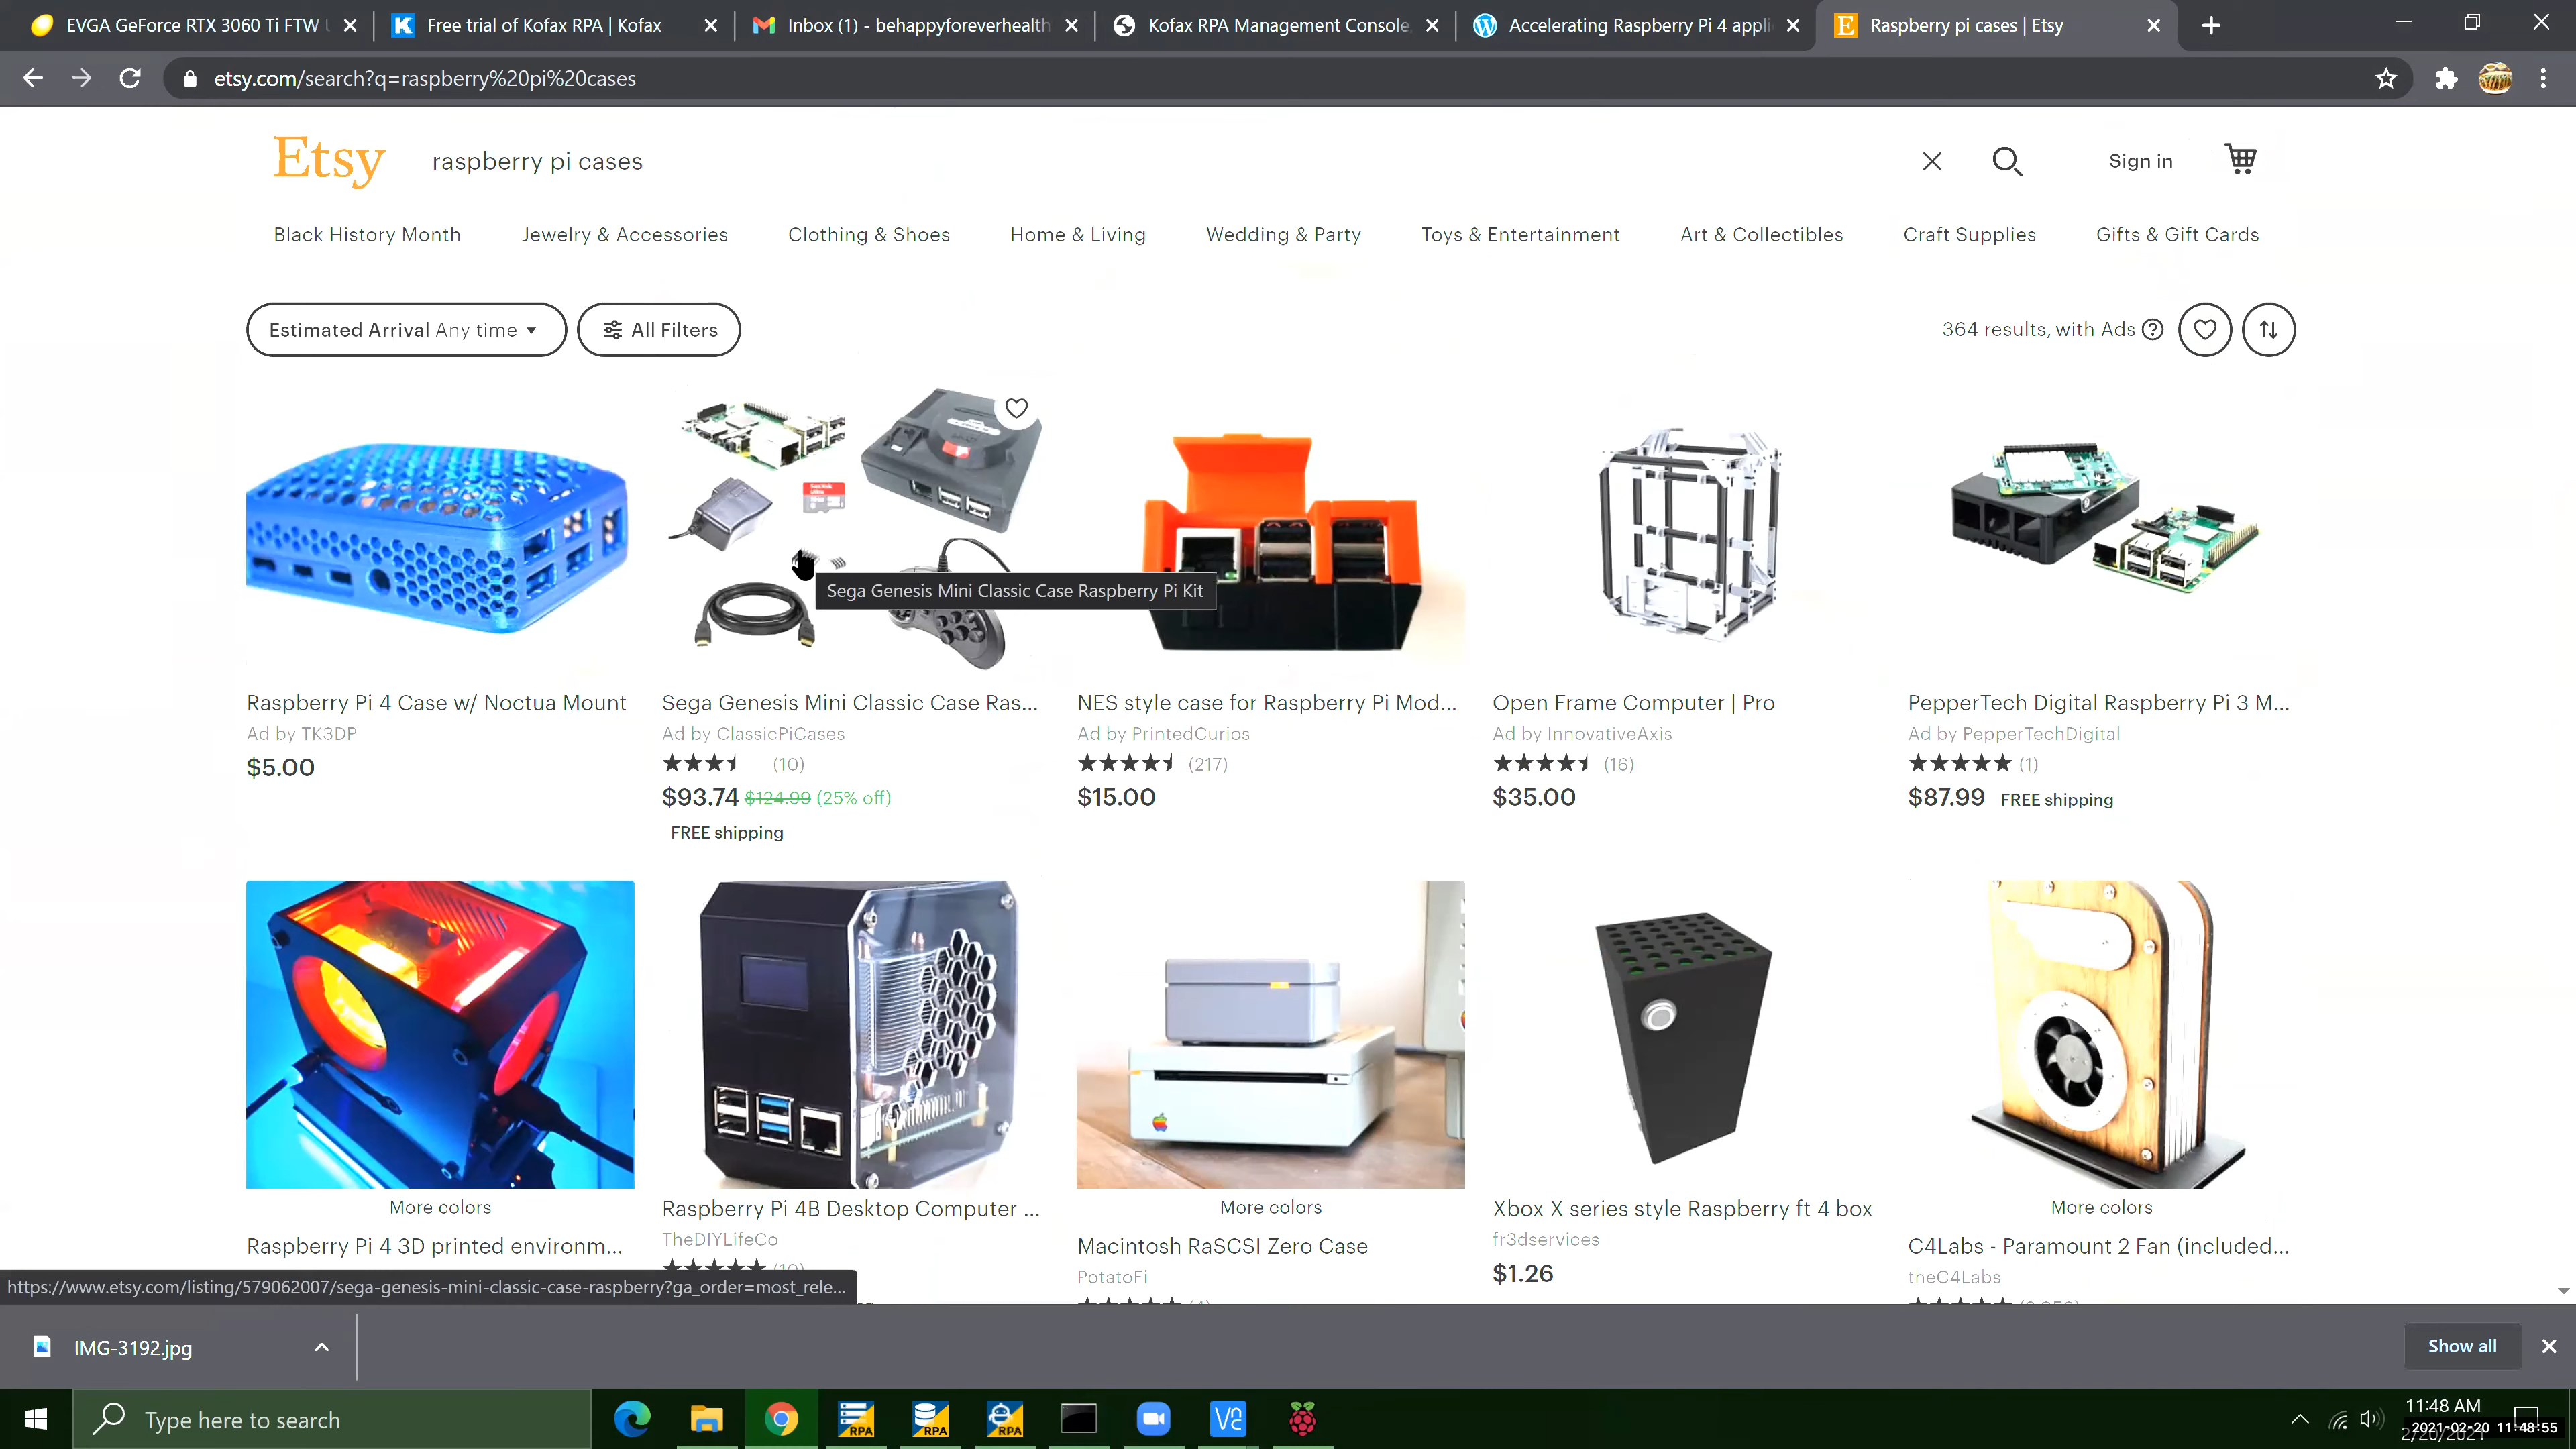 EVGA GeForce RTX 3060 Ti FTW
Free trial of Kofax RPA | Kofax
Inbox (1) - behappyforeverhealth
Kofax RPA Management Console,
Accelerating Raspberry Pi 4 appli
Raspberry pi cases | Etsy
etsy.com/search?q=raspberry%20pi%20cases
Etsy
raspberry pi cases
Sign in
Black History Month
Jewelry & Accessories
Clothing & Shoes
Home & Living
Wedding & Party
Toys & Entertainment
Art & Collectibles
Craft Supplies
Gifts & Gift Cards
Estimated Arrival Any time
All Filters
364 results, with Ads
Sega Genesis Mini Classic Case Raspberry Pi Kit
Raspberry Pi 4 Case w/ Noctua Mount
Ad by TK3DP
$5.00
Sega Genesis Mini Classic Case Ras...
Ad by ClassicPiCases
(10)
$93.74 $124.99 (25% off)
FREE shipping
NES style case for Raspberry Pi Mod...
Ad by PrintedCurios
(217)
$15.00
Open Frame Computer | Pro
Ad by InnovativeAxis
(16)
$35.00
PepperTech Digital Raspberry Pi 3 M...
Ad by PepperTechDigital
(1)
$87.99 FREE shipping
More colors
Raspberry Pi 4 3D printed environm...
Raspberry Pi 4B Desktop Computer ...
TheDIYLifeCo
(10)
More colors
Macintosh RaSCSI Zero Case
PotatoFi
Xbox X series style Raspberry ft 4 box
fr3dservices
$1.26
More colors
C4Labs - Paramount 2 Fan (included...
theC4Labs
https://www.etsy.com/listing/579062007/sega-genesis-mini-classic-case-raspberry?ga_order=most_rele...
IMG-3192.jpg
Show all
Type here to search
RPA
RPA
RPA
11:48 AM
2021-02-20 11:48:55